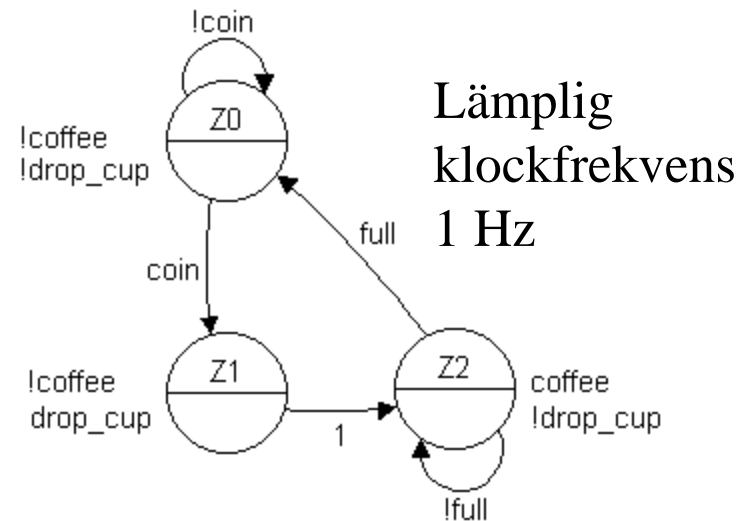 !coin
Z0
!coffee
!drop_cup
Lämplig
klockfrekvens
1 Hz
full
coin
Z1
!coffee
drop_cup
1
Z2
coffee
!drop_cup
!full